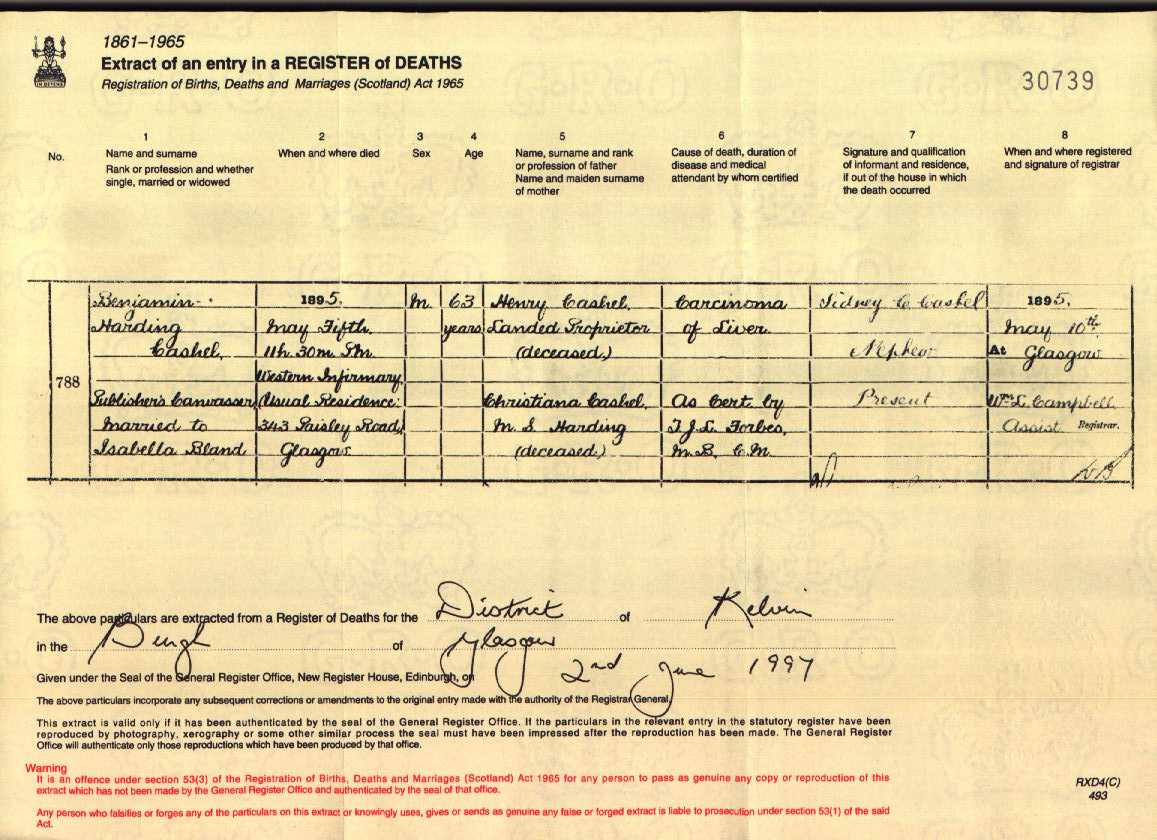 1861–1965
Extract of an entry in a REGISTER of DEATHS
Registration of Births, Deaths and Marriages (Scotland) Act 1965
30739
No.
1
Name and surname
Rank or profession and whether
single, married or widowed
2
When and where died
3
Sex
4
Age
5
Name, surname and rank
or profession of father
Name and maiden surname
of mother
6
Cause of death, duration of
disease and medical
attendant by whom certified
7
Signature and qualification
of informant and residence,
if out of the house in which
the death occurred
8
When and where registered
and signature of registrar
788
Benjamin
Harding
Cashel.
Publisher's Canvasser
Married to
Isabella Bland
1895.
May Fifth
11h. 30m. P.m.
Western Infirmary
(Usual Residence:
343 Paisley Road,
Glasgow
M.
63
years
Henry Cashel,
Landed Proprietor
(deceased)
Christiana Cashel,
M. S. Harding
(deceased)
Carcinoma
of Liver
As Cert. by
T.J.L. Forbes,
M.B. C.M.
Sidney C Cashel
Nephew
Present
1895.
May 10th
At Glasgow
Wm L. Campbell
Assist Registrar.
The above particulars are extracted from a Register of Deaths for the District of Kelvin
in the Burgh of Glasgow
Given under the Seal of the General Register Office, New Register House, Edinburgh, on 2nd June 1997
The above particulars incorporate any subsequent corrections or amendments to the original entry made with the authority of the Registrar General.
This extract is valid only if it has been authenticated by the seal of the General Register Office. If the particulars in the relevant entry in the statutory register have been
reproduced by photography, xerography or some other similar process the seal must have been impressed after the reproduction has been made. The General Register
Office will authenticate only those reproductions which have been produced by that office.
Warning
It is an offence under section 53(3) of the Registration of Births, Deaths and Marriages (Scotland) Act 1965 for any person to pass as genuine any copy or reproduction of this
extract which has not been made by the General Register Office and authenticated by the seal of that office.
Any person who falsifies or forges any of the particulars on this extract or knowingly uses, gives or sends as genuine any false or forged extract is liable to prosecution under section 53(1) of the said
Act.
RXD4(C)
493